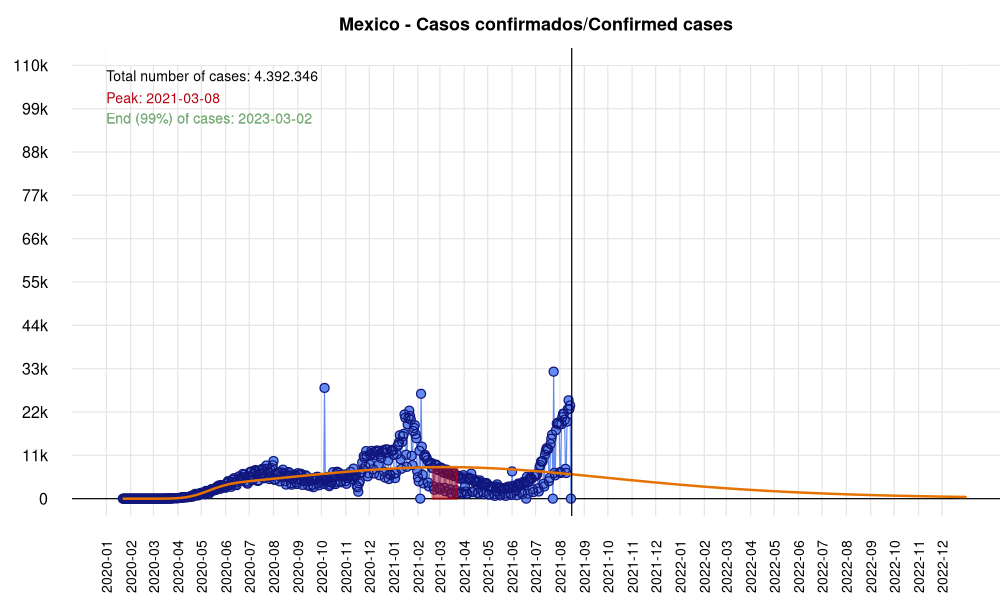 Mexico - Casos confirmados/Confirmed cases
Total number of cases: 4.392.346
Peak: 2021-03-08
End (99%) of cases: 2023-03-02
110k
99k
88k
77k
66k
55k
44k
33k
22k
11k
0
2020-01
2020-02
2020-03
2020-04
2020-05
2020-06
2020-07
2020-08
2020-09
2020-10
2020-11
2020-12
2021-01
2021-02
2021-03
2021-04
2021-05
2021-06
2021-07
2021-08
2021-09
2021-10
2021-11
2021-12
2022-01
2022-02
2022-03
2022-04
2022-05
2022-06
2022-07
2022-08
2022-09
2022-10
2022-11
2022-12